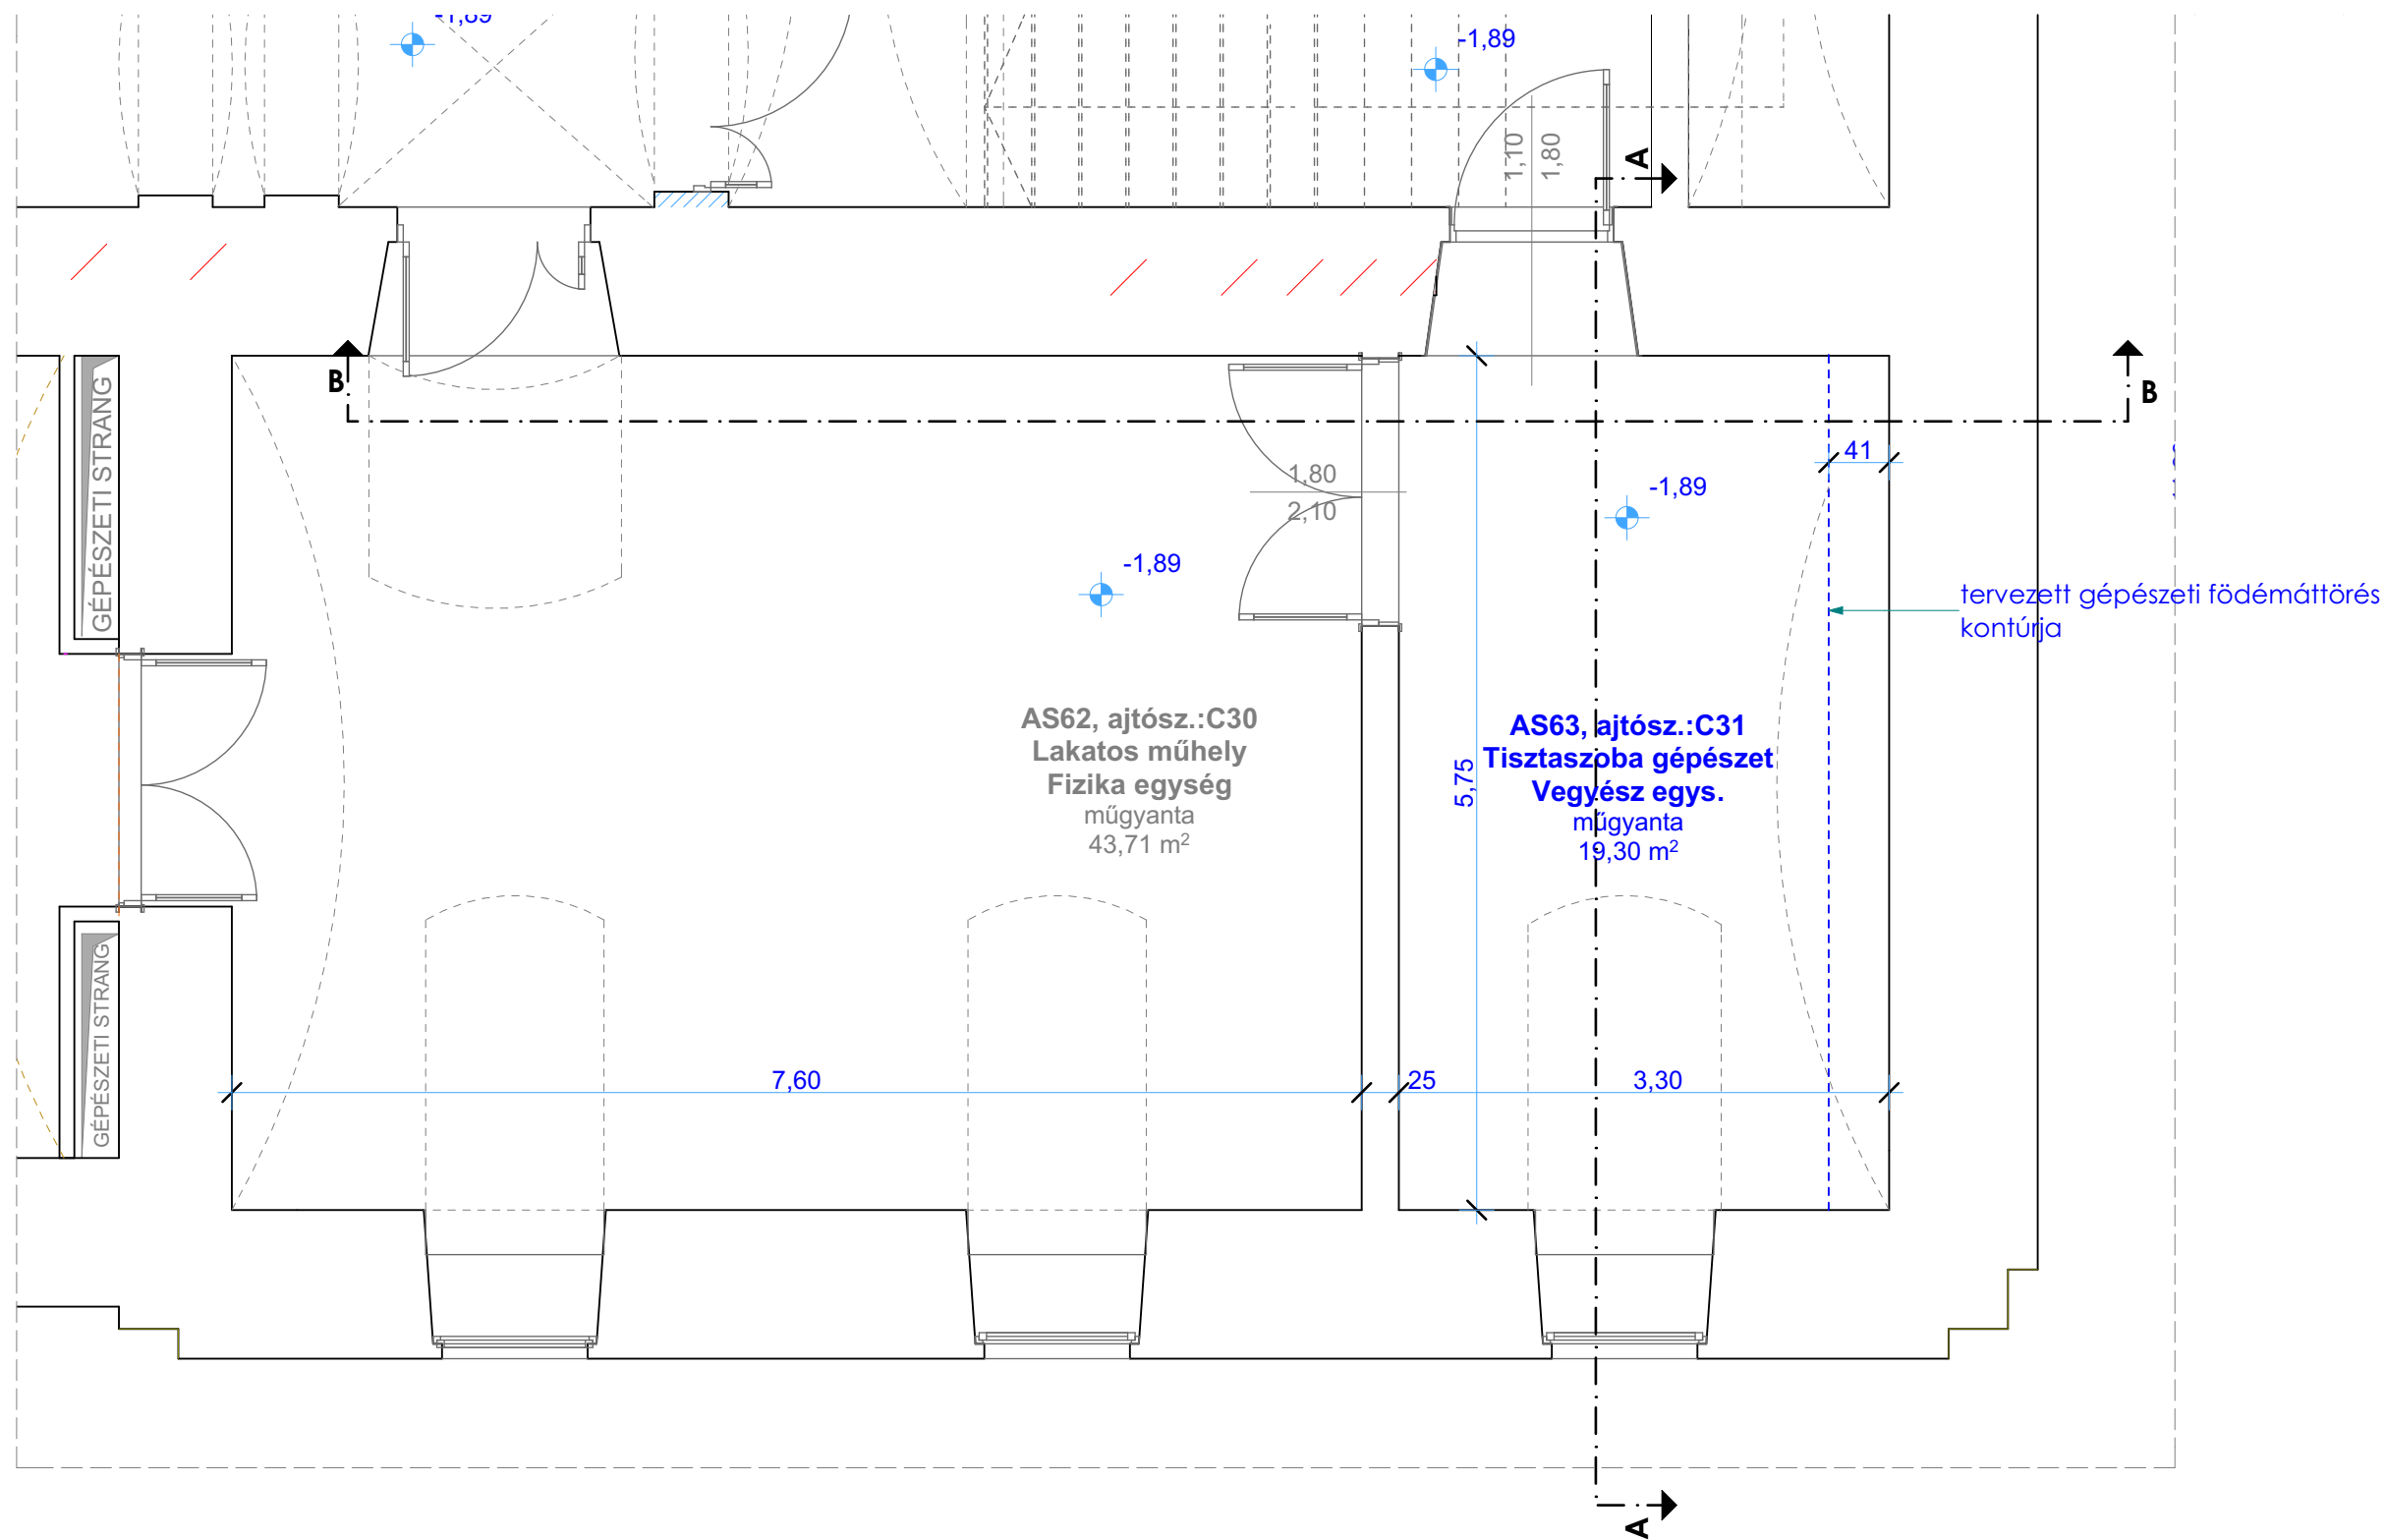 -1,89
-1,89
1,10
1,80
A
B
B
GÉPÉSZETI STRANG
41
1,80
2,10
-1,89
-1,89
tervezett gépészeti födémáttörés
kontúrja
AS62, ajtósz.:C30
Lakatos műhely
Fizika egység
műgyanta
43,71 m²
AS63, ajtósz.:C31
Tisztaszoba gépészet
Vegyész egys.
műgyanta
19,30 m²
5,75
GÉPÉSZETI STRANG
7,60
25
3,30
A